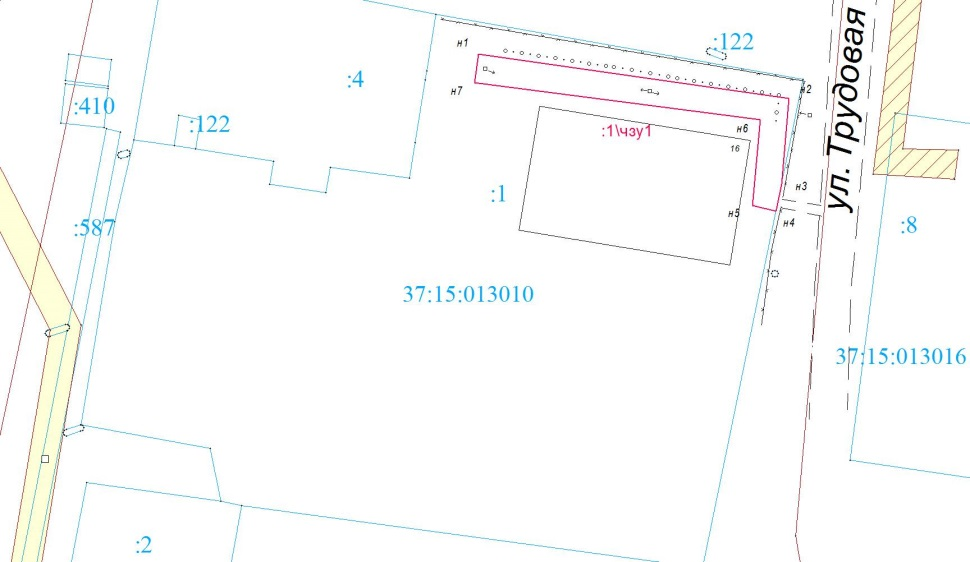 н1
:122
ул. Трудовая
:4
н7
н2
:410
:122
н6
:1\чзу1
16
:1
н3
н5
н4
:587
:8
37:15:013010
37:15:013016
:2